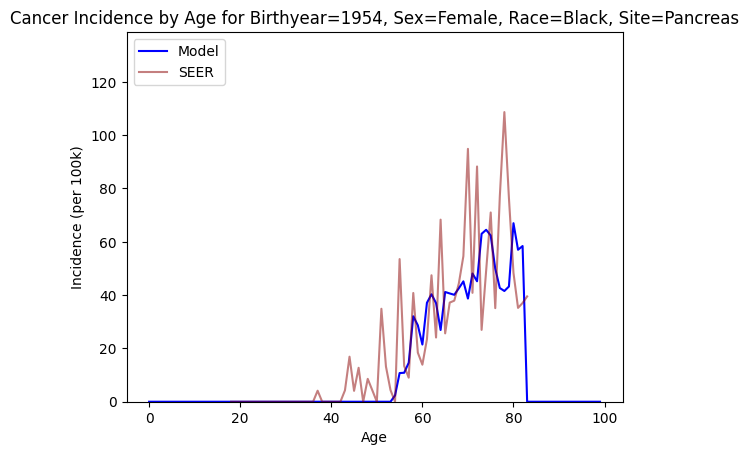 Cancer Incidence by Age for Birthyear=1954, Sex=Female, Race=Black, Site=Pancreas
Model
SEER
120
100
80
60
40
20
0
Incidence (per 100k)
0 20 40 60 80 100
Age